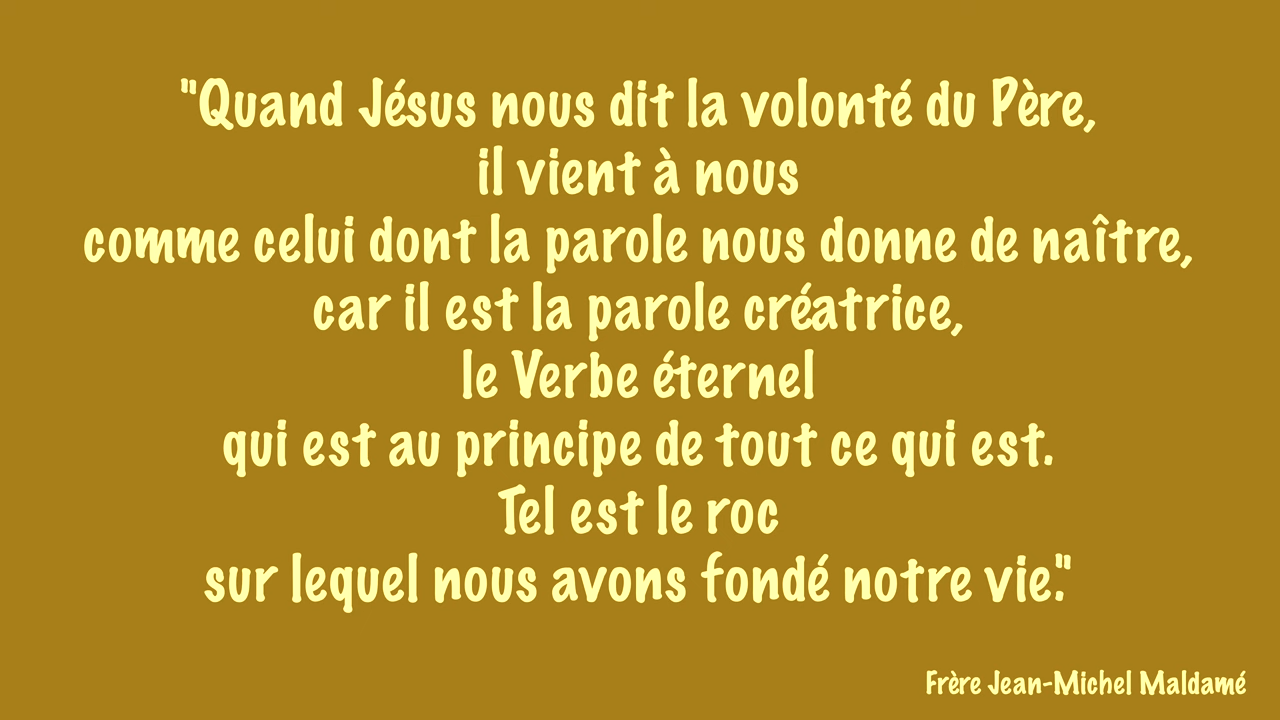 "Quand Jésus nous dit la volonté du Père,
il vient à nous
comme celui dont la parole nous donne de naître,
car il est la parole créatrice,
le Verbe éternel
qui est au principe de tout ce qui est.
Tel est le roc
sur lequel nous avons fondé notre vie."
Frère Jean-Michel Maldamé